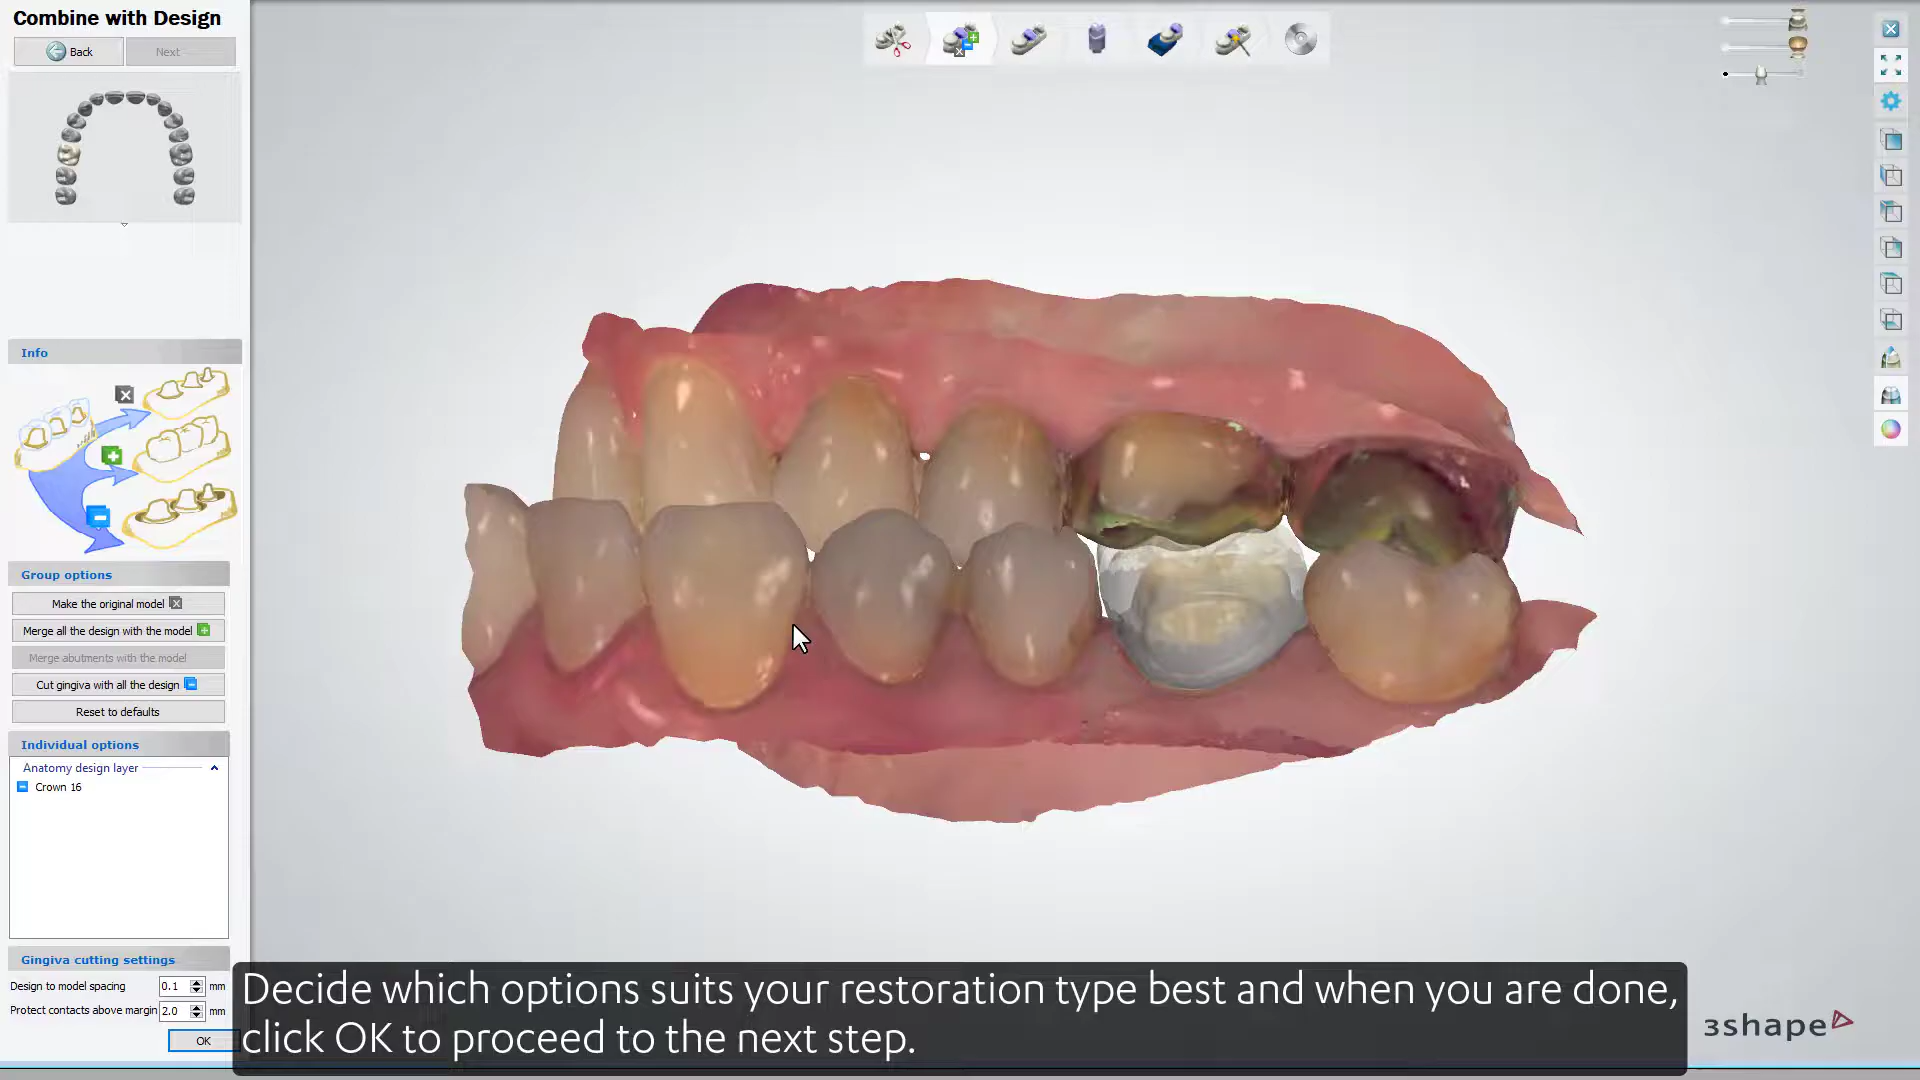 Combine with Design
Back
Next
Info
Group options
Make the original model
Merge all the design with the model
Merge abutments with the model
Cut gingiva with all the design
Reset to defaults
Individual options
Anatomy design layer
Crown 16
Gingiva cutting settings
Design to model spacing 0.1 mm
Protect contacts above margin 2.0 mm
OK
Decide which options suits your restoration type best and when you are done,
click OK to proceed to the next step.
3shape